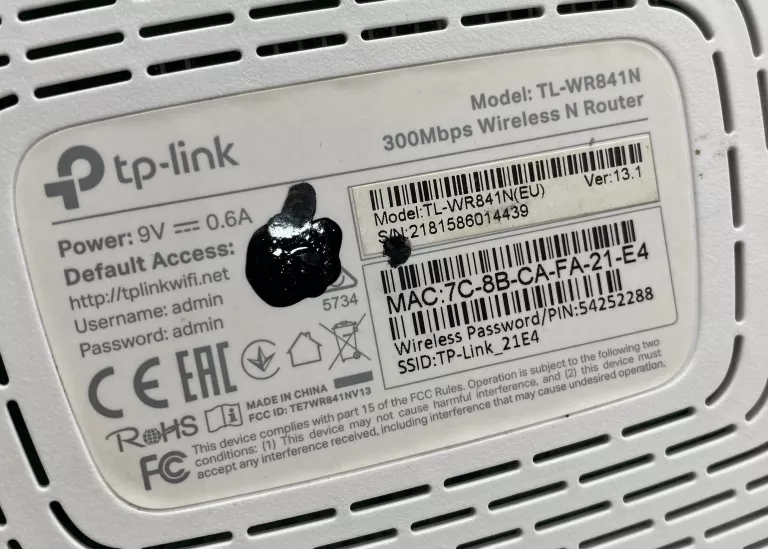 tp-link
Model: TL-WR841N
300Mbps Wireless N Router
Power: 9V 0.6A
Default Access:
http://tplinkwifi.net
Username: admin
Password: admin
Model:TL-WR841N(EU) Ver:13.1
S/N:2181586014439
MAC:7C-8B-CA-FA-21-E4
Wireless Password/PIN:54252288
SSID:TP-Link_21E4
5734
CE EAC
MADE IN CHINA
FCC ID: TE7WR841NV13
RoHS
FC
This device complies with part 15 of the FCC Rules. Operation is subject to the following two
conditions: (1) This device may not cause harmful interference, and (2) this device must
accept any interference received, including interference that may cause undesired operation.